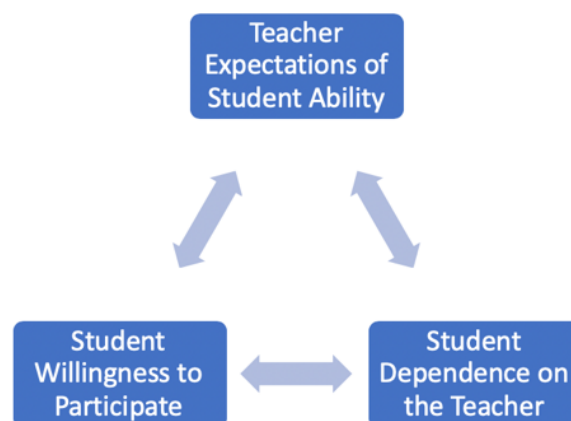 Teacher
Expectations of
Student Ability
Student
Willingness to
Participate
Student
Dependence on
the Teacher